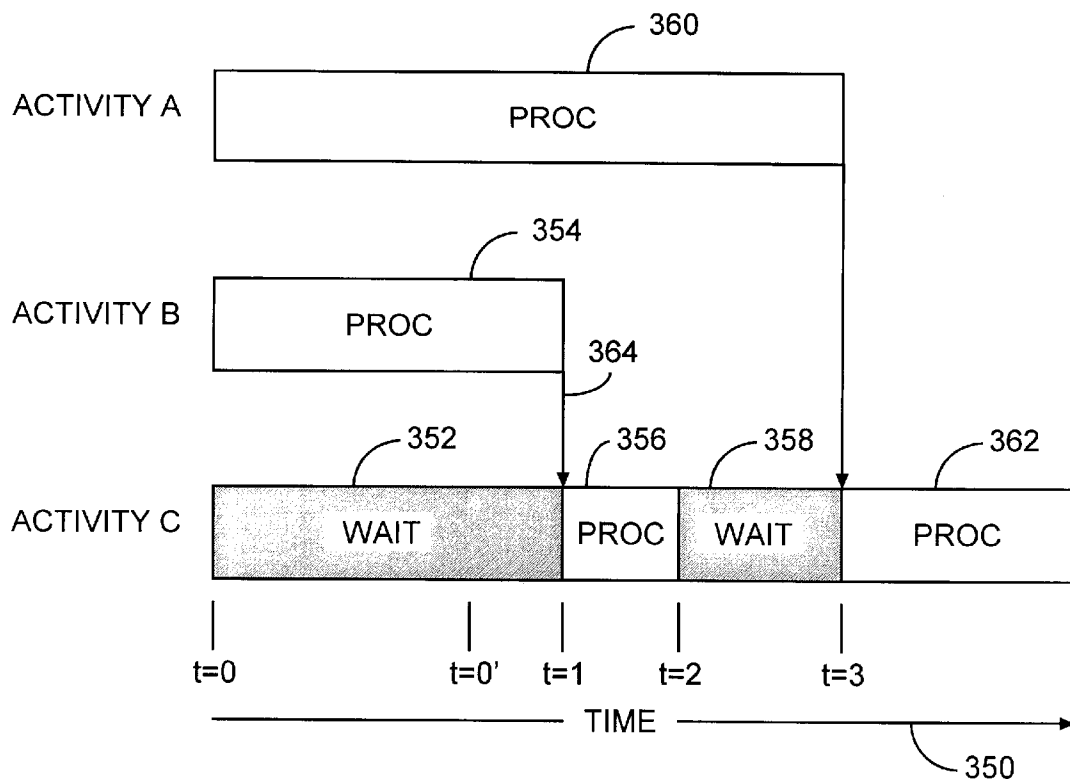 360
ACTIVITY A
PROC
354
ACTIVITY B
PROC
364
352
356
358
362
ACTIVITY C
WAIT
PROC
WAIT
PROC
t=0
t=0'
t=1
t=2
t=3
TIME
350